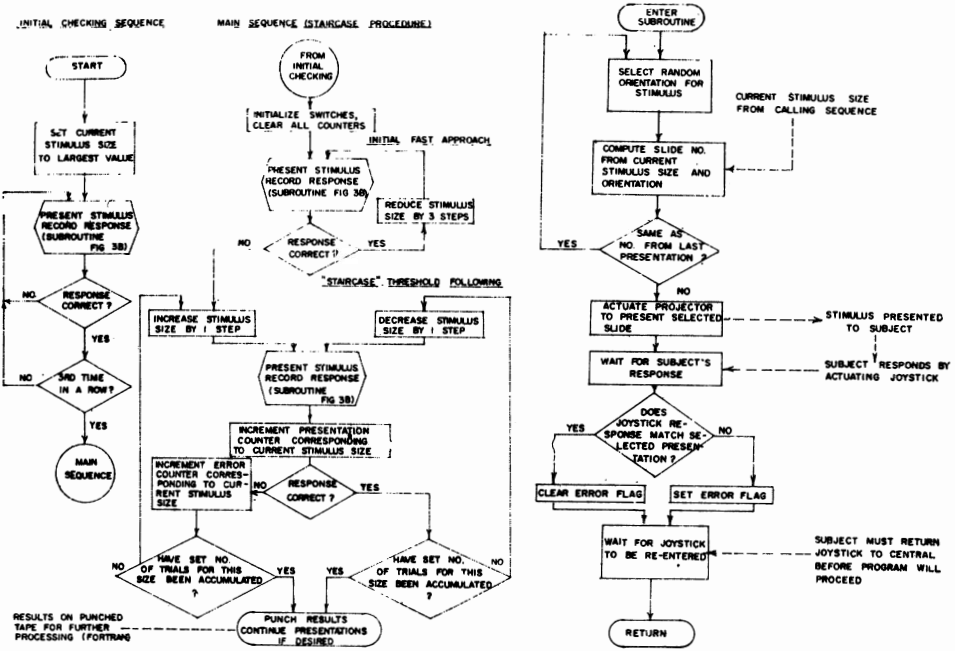 INITIAL CHECKING SEQUENCE
START
SET CURRENT
STIMULUS SIZE
TO LARGEST VALUE
PRESENT STIMULUS
RECORD RESPONSE
(SUBROUTINE
FIG 3B)
NO
RESPONSE
CORRECT ?
YES
NO
3RD TIME
IN A ROW?
YES
MAIN
SEQUENCE
MAIN SEQUENCE (STAIRCASE PROCEDURE)
FROM
INITIAL
CHECKING
INITIALIZE SWITCHES,
CLEAR ALL COUNTERS
INITIAL FAST APPROACH
PRESENT STIMULUS
RECORD RESPONSE
(SUBROUTINE FIG 3B)
REDUCE STIMULUS
SIZE BY 3 STEPS
NO
RESPONSE
CORRECT ?
YES
"STAIRCASE" THRESHOLD FOLLOWING
INCREASE STIMULUS
SIZE BY 1 STEP
DECREASE STIMULUS
SIZE BY 1 STEP
PRESENT STIMULUS
RECORD RESPONSE
(SUBROUTINE
FIG 3B)
INCREMENT PRESENTATION
COUNTER CORRESPONDING
TO CURRENT STIMULUS SIZE
INCREMENT ERROR
COUNTER CORRES-
PONDING TO CUR-
RENT STIMULUS
SIZE
NO
RESPONSE
CORRECT ?
YES
NO
HAVE SET NO.
OF TRIALS FOR THIS
SIZE BEEN ACCUMULATED
?
YES
YES
HAVE SET NO.
OF TRIALS FOR THIS
SIZE BEEN ACCUMULATED
?
NO
RESULTS ON PUNCHED
TAPE FOR FURTHER
PROCESSING (FORTRAN)
PUNCH RESULTS
CONTINUE PRESENTATIONS
IF DESIRED
ENTER
SUBROUTINE
SELECT RANDOM
ORIENTATION FOR
STIMULUS
CURRENT STIMULUS SIZE
FROM CALLING SEQUENCE
COMPUTE SLIDE NO.
FROM CURRENT
STIMULUS SIZE AND
ORIENTATION
YES
SAME AS
NO. FROM LAST
PRESENTATION ?
NO
ACTUATE PROJECTOR
TO PRESENT SELECTED
SLIDE
STIMULUS PRESENTED
TO SUBJECT
WAIT FOR SUBJECT'S
RESPONSE
SUBJECT RESPONDS BY
ACTUATING JOYSTICK
YES
DOES
JOYSTICK RE-
SPONSE MATCH SE-
LECTED PRESEN-
TATION ?
NO
CLEAR ERROR FLAG
SET ERROR FLAG
WAIT FOR JOYSTICK
TO BE RE-ENTERED
SUBJECT MUST RETURN
JOYSTICK TO CENTRAL
BEFORE PROGRAM WILL
PROCEED
RETURN